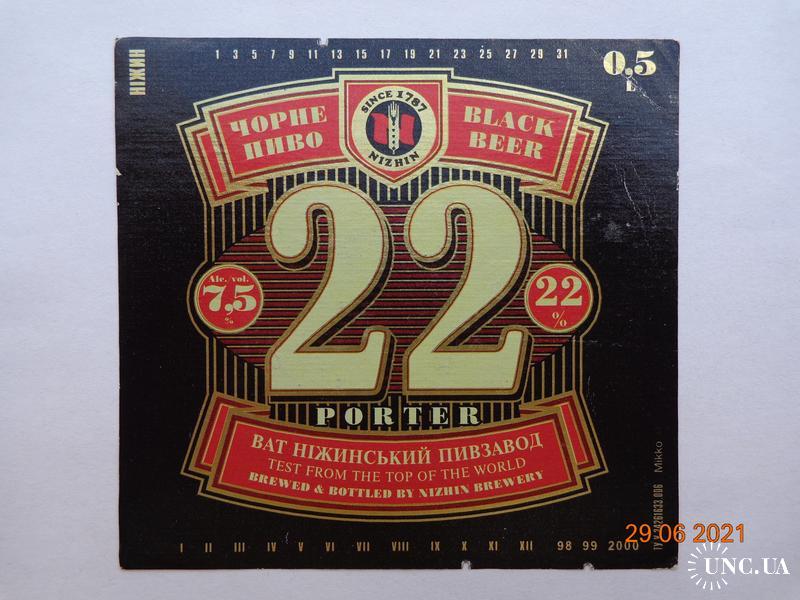 НІЖИН
1 3 5 7 9 11 13 15 17 19 21 23 25 27 29 31
0,5
L
ЧОРНЕ
ПИВО
SINCE 1787
NIZHIN
BLACK
BEER
22
Alc./vol.
7,5
%
22
%
PORTER
ВАТ НІЖИНСЬКИЙ ПИВЗАВОД
TEST FROM THE TOP OF THE WORLD
BREWED & BOTTLED BY NIZHIN BREWERY
I II III IV V VI VII VIII IX X XI XII 98 99 2000
Mikko
29 06 2021
UNC.UA